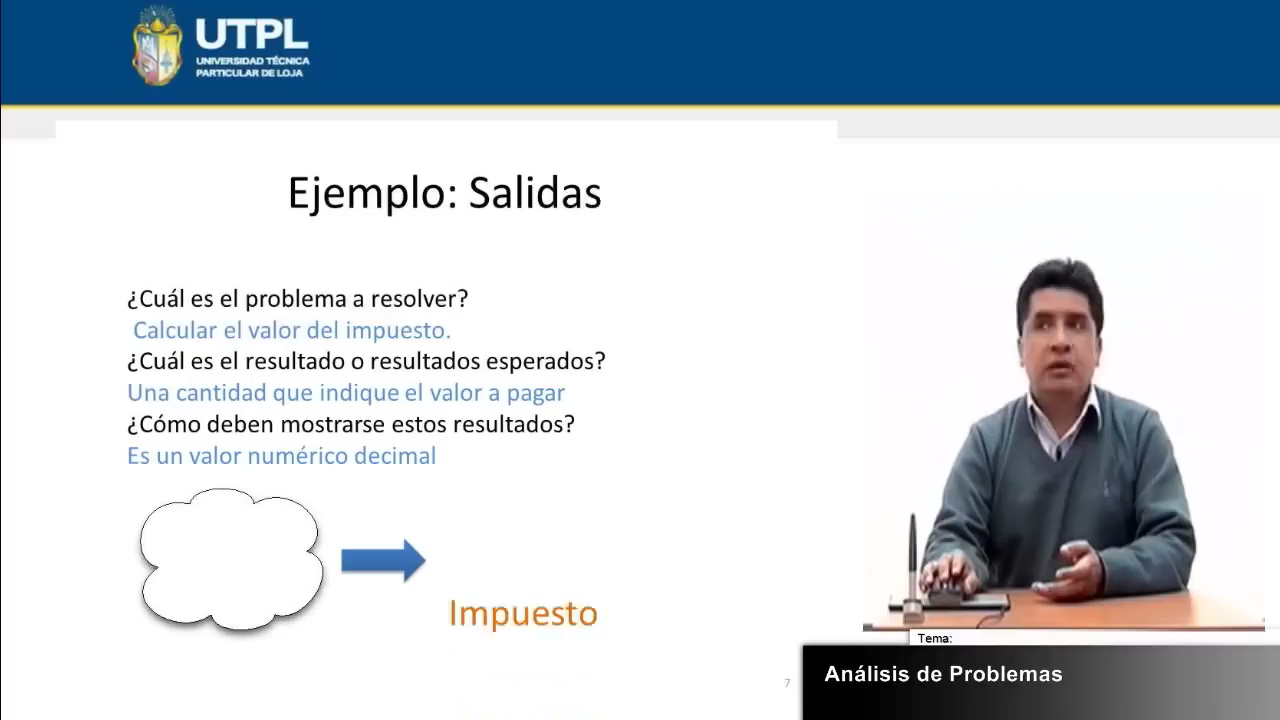 UTPL
UNIVERSIDAD TÉCNICA
PARTICULAR DE LOJA
Ejemplo: Salidas
¿Cuál es el problema a resolver?
Calcular el valor del impuesto.
¿Cuál es el resultado o resultados esperados?
Una cantidad que indique el valor a pagar
¿Cómo deben mostrarse estos resultados?
Es un valor numérico decimal
Impuesto
7
Tema:
Análisis de Problemas